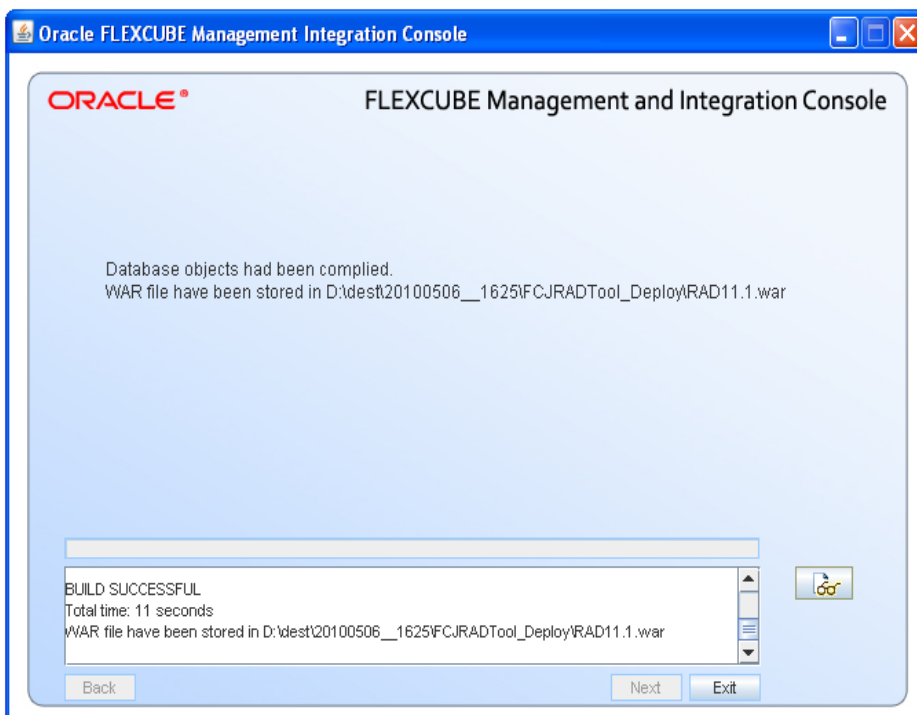 Oracle FLEXCUBE Management Integration Console
ORACLE®
FLEXCUBE Management and Integration Console
Database objects had been complied.
WAR file have been stored in D:\dest\20100506__1625\FCJRADTool_Deploy\RAD11.1.war
BUILD SUCCESSFUL
Total time: 11 seconds
WAR file have been stored in D:\dest\20100506__1625\FCJRADTool_Deploy\RAD11.1.war
Back
Next
Exit